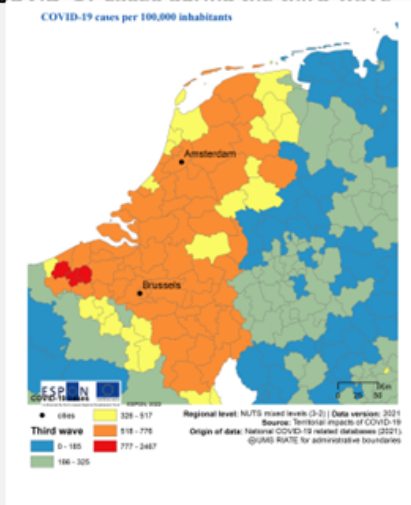 COVID-19 cases per 100,000 inhabitants
Amsterdam
Brussels
ESPON
cities
Third wave
0 - 185
186 - 325
326 - 517
518 - 776
777 - 2467
Regional level: NUTS mixed levels (3-2) | Data version: 2021
Source: Territorial impacts of COVID-19
Origin of data: National COVID-19 related databases (2021)
@UMS RIATE for administrative boundaries